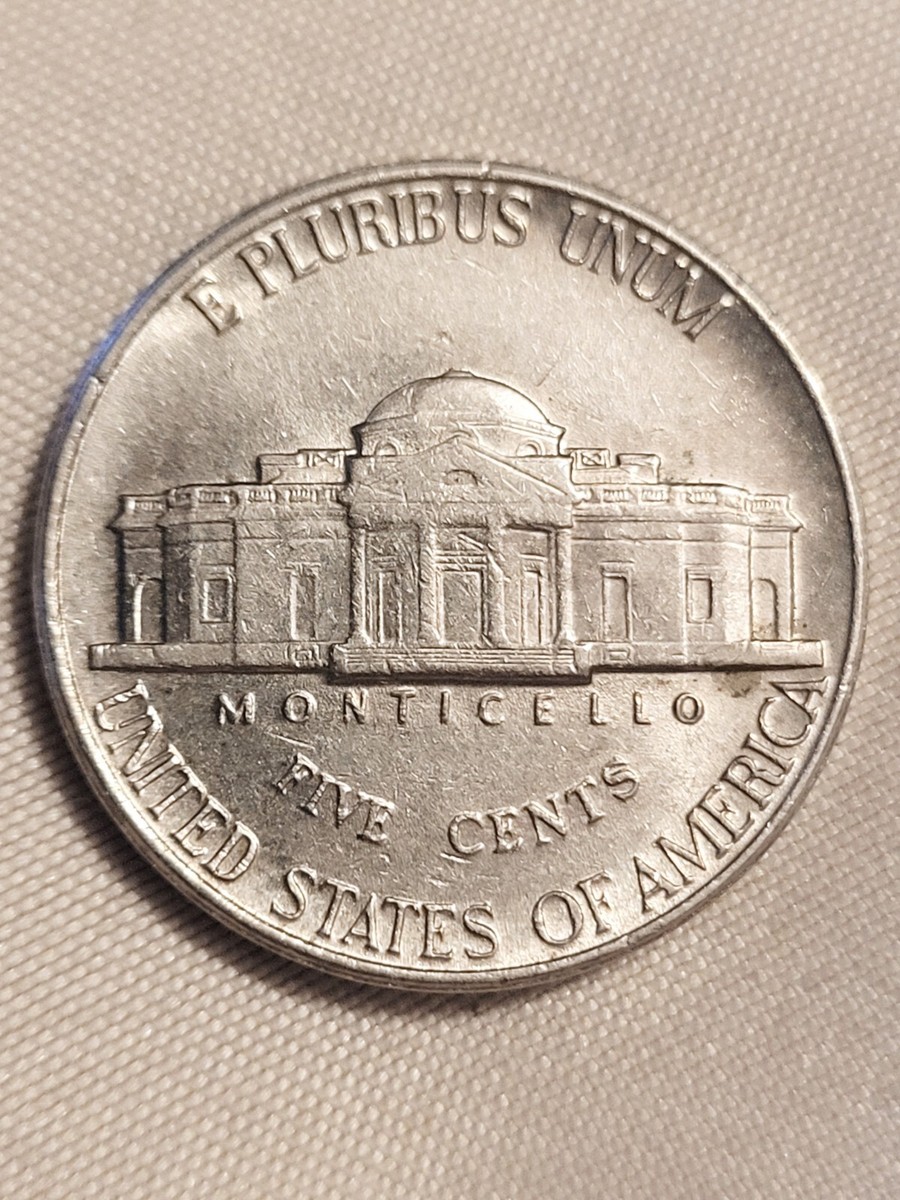 E PLURIBUS UNUM
MONTICELLO
FIVE CENTS
UNITED STATES OF AMERICA